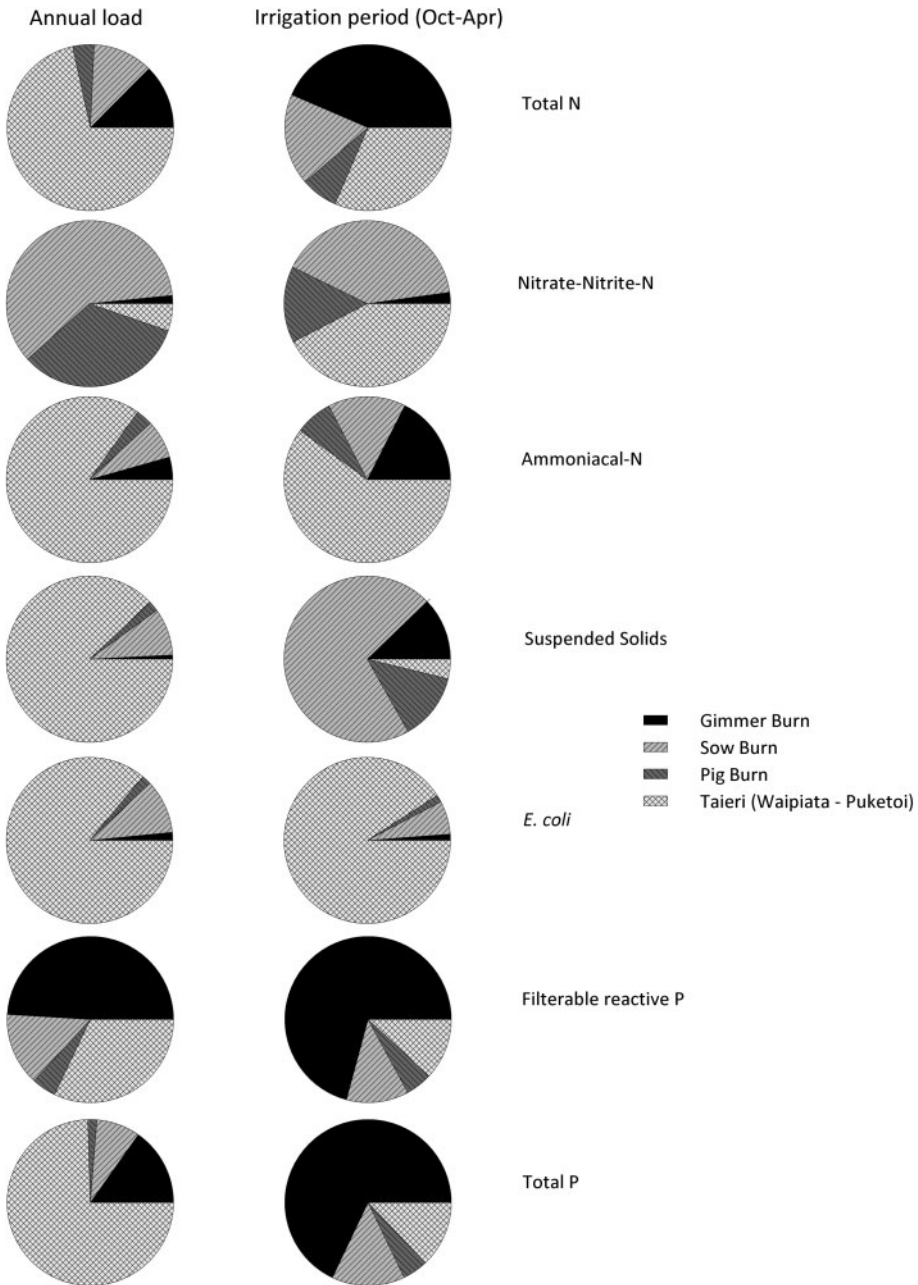 Annual load
Irrigation period (Oct-Apr)
Total N
Nitrate-Nitrite-N
Ammoniacal-N
Suspended Solids
Gimmer Burn
Sow Burn
Pig Burn
Taieri (Waipiata - Puketoi)
E. coli
Filterable reactive P
Total P